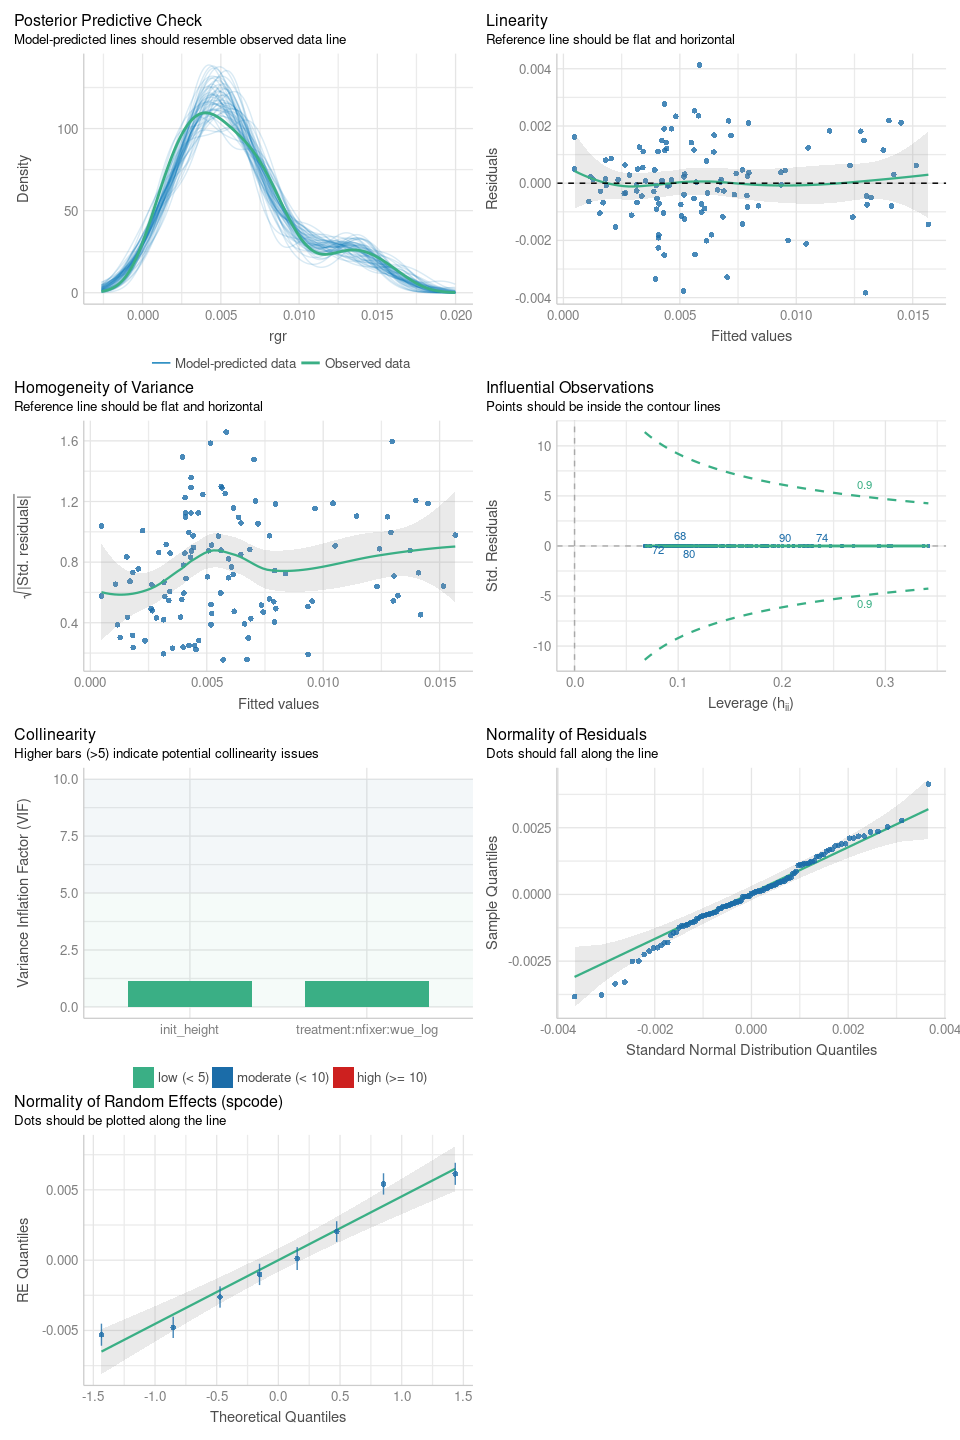 Posterior Predictive Check
Model-predicted lines should resemble observed data line
Density
100
50
0
0.000 0.005 0.010 0.015 0.020
rgr
Model-predicted data Observed data
Linearity
Reference line should be flat and horizontal
Residuals
0.004
0.002
0.000
-0.002
-0.004
0.000 0.005 0.010 0.015
Fitted values
Homogeneity of Variance
Reference line should be flat and horizontal
√|Std. residuals|
1.6
1.2
0.8
0.4
0.000 0.005 0.010 0.015
Fitted values
Influential Observations
Points should be inside the contour lines
Std. Residuals
10
5
0
-5
-10
0.9
68 90 74
72 80
0.9
0.0 0.1 0.2 0.3
Leverage (hii)
Collinearity
Higher bars (>5) indicate potential collinearity issues
Variance Inflation Factor (VIF)
10.0
7.5
5.0
2.5
0.0
init_height treatment:nfixer:wue_log
low (< 5) moderate (< 10) high (>= 10)
Normality of Residuals
Dots should fall along the line
Sample Quantiles
0.0025
0.0000
-0.0025
-0.004 -0.002 0.000 0.002 0.004
Standard Normal Distribution Quantiles
Normality of Random Effects (spcode)
Dots should be plotted along the line
RE Quantiles
0.005
0.000
-0.005
-1.5 -1.0 -0.5 0.0 0.5 1.0 1.5
Theoretical Quantiles